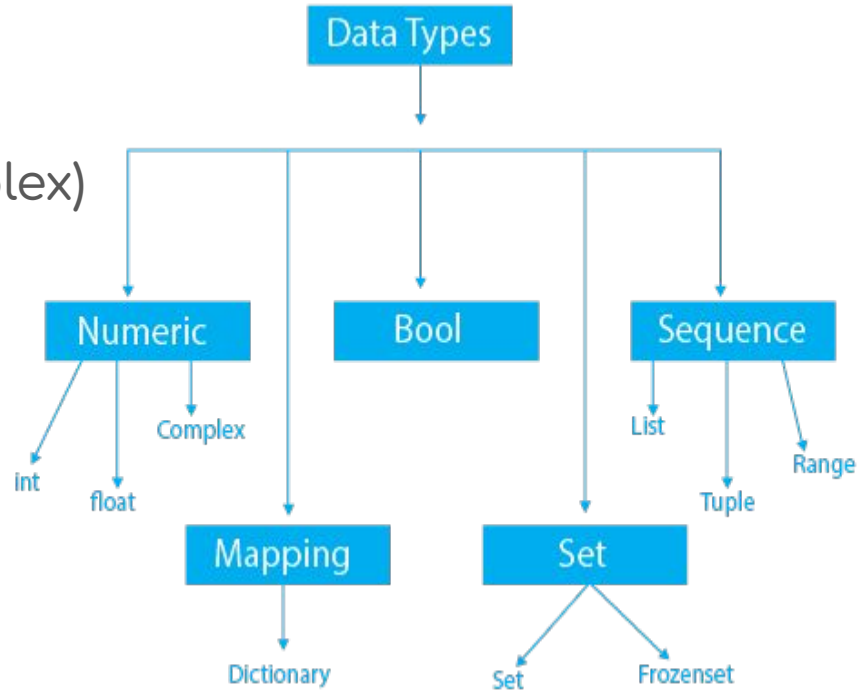 Data Types
lex)
Numeric
Bool
Sequence
int
float
Complex
List
Tuple
Range
Mapping
Set
Dictionary
Set
Frozenset